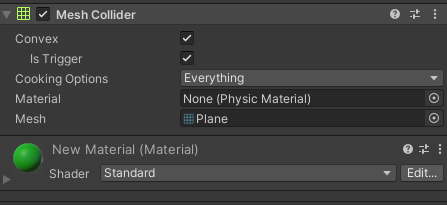 Mesh Collider
Convex
Is Trigger
Cooking Options Everything
Material None (Physic Material)
Mesh Plane
New Material (Material)
Shader Standard Edit...